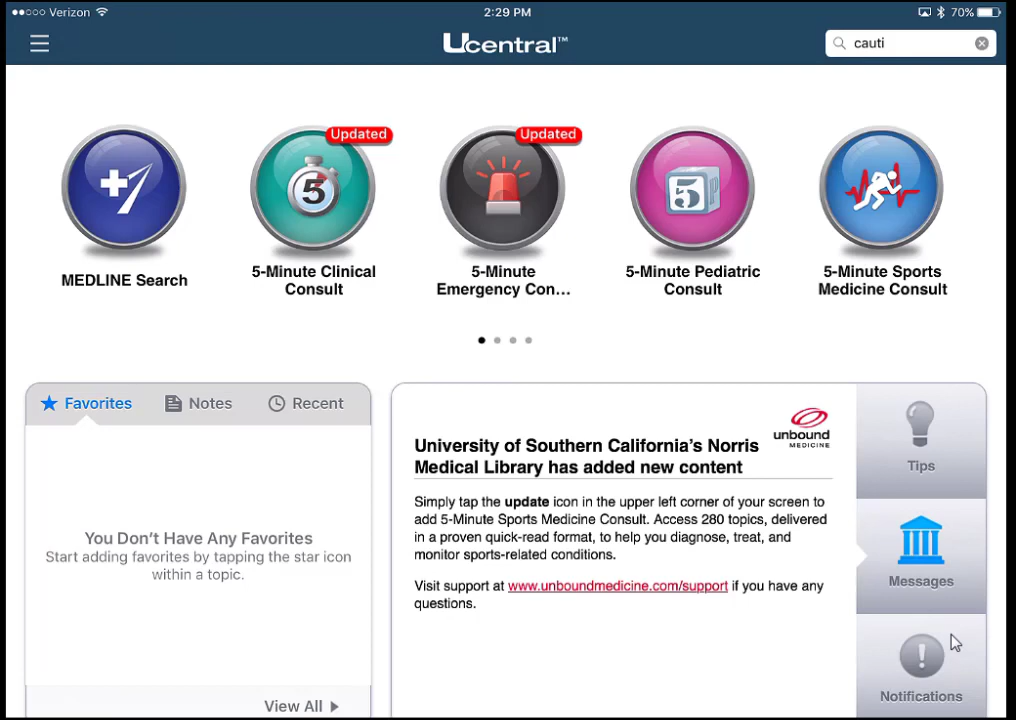 Verizon
2:29 PM
70%
Ucentral™
cauti
Updated
Updated
5
5
MEDLINE Search
5-Minute Clinical
Consult
5-Minute
Emergency Con...
5-Minute Pediatric
Consult
5-Minute Sports
Medicine Consult
Favorites
Notes
Recent
You Don't Have Any Favorites
Start adding favorites by tapping the star icon
within a topic.
View All
unbound
MEDICINE
University of Southern California's Norris
Medical Library has added new content
Simply tap the update icon in the upper left corner of your screen to
add 5-Minute Sports Medicine Consult. Access 280 topics, delivered
in a proven quick-read format, to help you diagnose, treat, and
monitor sports-related conditions.
Visit support at www.unboundmedicine.com/support if you have any
questions.
Tips
Messages
Notifications